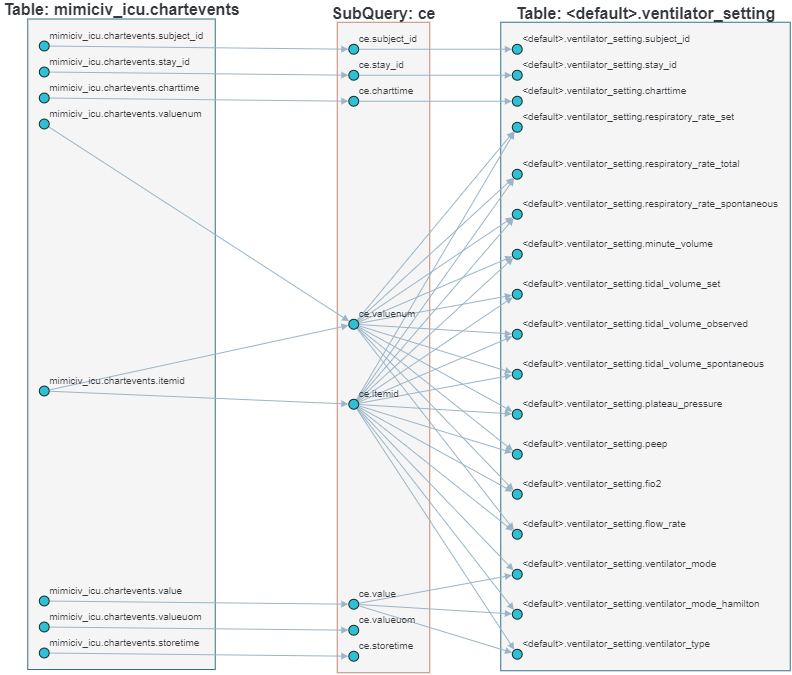 Table: mimiciv_icu.chartevents
mimiciv_icu.chartevents.subject_id
mimiciv_icu.chartevents.stay_id
mimiciv_icu.chartevents.charttime
mimiciv_icu.chartevents.valuenum
mimiciv_icu.chartevents.itemid
mimiciv_icu.chartevents.value
mimiciv_icu.chartevents.valueuom
mimiciv_icu.chartevents.storetime
SubQuery: ce
ce.subject_id
ce.stay_id
ce.charttime
ce.valuenum
ce.itemid
ce.value
ce.valueuom
ce.storetime
Table: <default>.ventilator_setting
<default>.ventilator_setting.subject_id
<default>.ventilator_setting.stay_id
<default>.ventilator_setting.charttime
<default>.ventilator_setting.respiratory_rate_set
<default>.ventilator_setting.respiratory_rate_total
<default>.ventilator_setting.respiratory_rate_spontaneous
<default>.ventilator_setting.minute_volume
<default>.ventilator_setting.tidal_volume_set
<default>.ventilator_setting.tidal_volume_observed
<default>.ventilator_setting.tidal_volume_spontaneous
<default>.ventilator_setting.plateau_pressure
<default>.ventilator_setting.peep
<default>.ventilator_setting.fio2
<default>.ventilator_setting.flow_rate
<default>.ventilator_setting.ventilator_mode
<default>.ventilator_setting.ventilator_mode_hamilton
<default>.ventilator_setting.ventilator_type